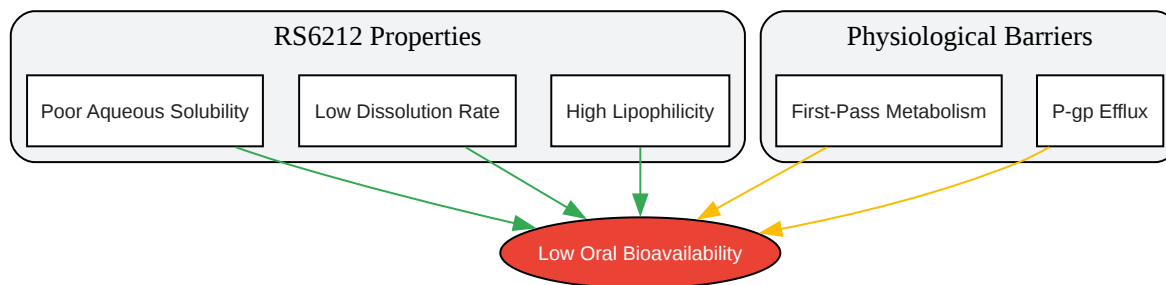 RS6212 Properties
Physiological Barriers
Poor Aqueous Solubility
Low Dissolution Rate
High Lipophilicity
First-Pass Metabolism
P-gp Efflux
Low Oral Bioavailability